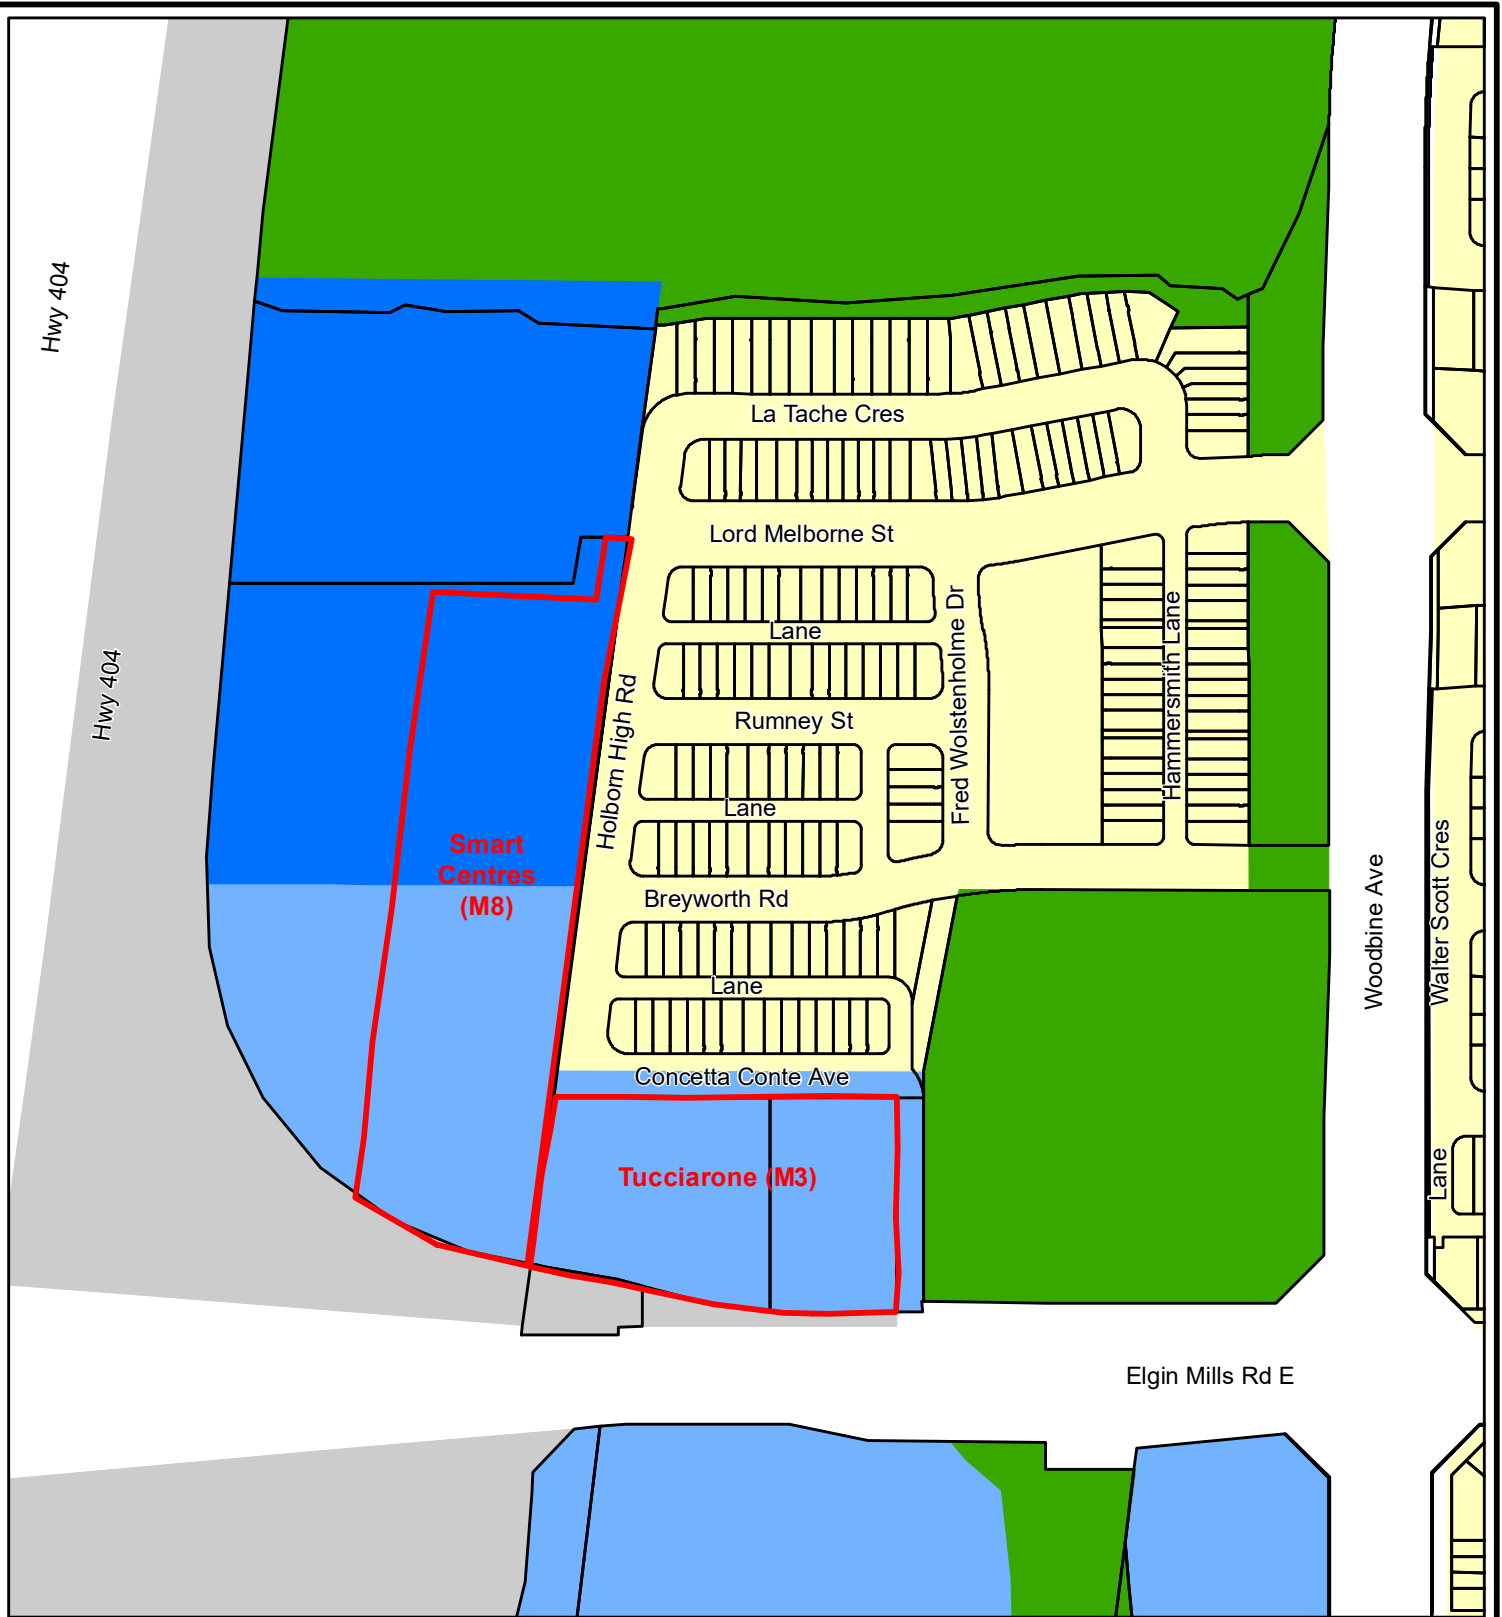 Hwy 404
La Tache Cres
Lord Melborne St
Lane
Fred Wolstenholme Dr
Hammersmith Lane
Hwy 404
Holborn High Rd
Rumney St
Lane
Smart
Centres
(M8)
Breyworth Rd
Woodbine Ave
Walter Scott Cres
Lane
Concetta Conte Ave
Tucciarone (M3)
Lane
Elgin Mills Rd E